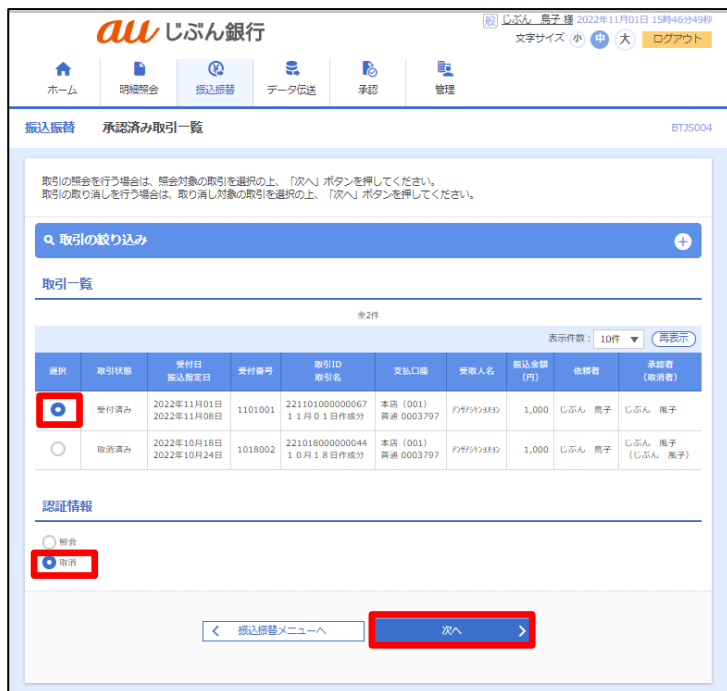 au じぶん銀行
般 じぶん 鳥子 様 2022年11月01日 15時46分49秒
文字サイズ 小 中 大 ログアウト
ホーム 明細照会 振込振替 データ伝送 承認 管理
振込振替 承認済み取引一覧 BTJS004
取引の照会を行う場合は、照会対象の取引を選択の上、「次へ」ボタンを押してください。
取引の取り消しを行う場合は、取り消し対象の取引を選択の上、「次へ」ボタンを押してください。
取引の絞り込み
取引一覧
全2件
表示件数: 10件 ▼ 再表示
選択 取引状態 受付日 受付番号 取引ID 支払口座 受取人名 振込金額 依頼者 承認者
振込指定日 取引名 (円) (取消者)
受付済み 2022年11月01日 1101001 221101000000067 本店 (001) 1,000 じぶん 鳥子 じぶん 風子
2022年11月08日 11月01日作成分 普通 0003797
取消済み 2022年10月18日 1018002 221018000000044 本店 (001) 1,000 じぶん 鳥子 じぶん 風子
2022年10月24日 10月18日作成分 普通 0003797 (じぶん 風子)
認証情報
照会
取消
振込振替メニューへ 次へ